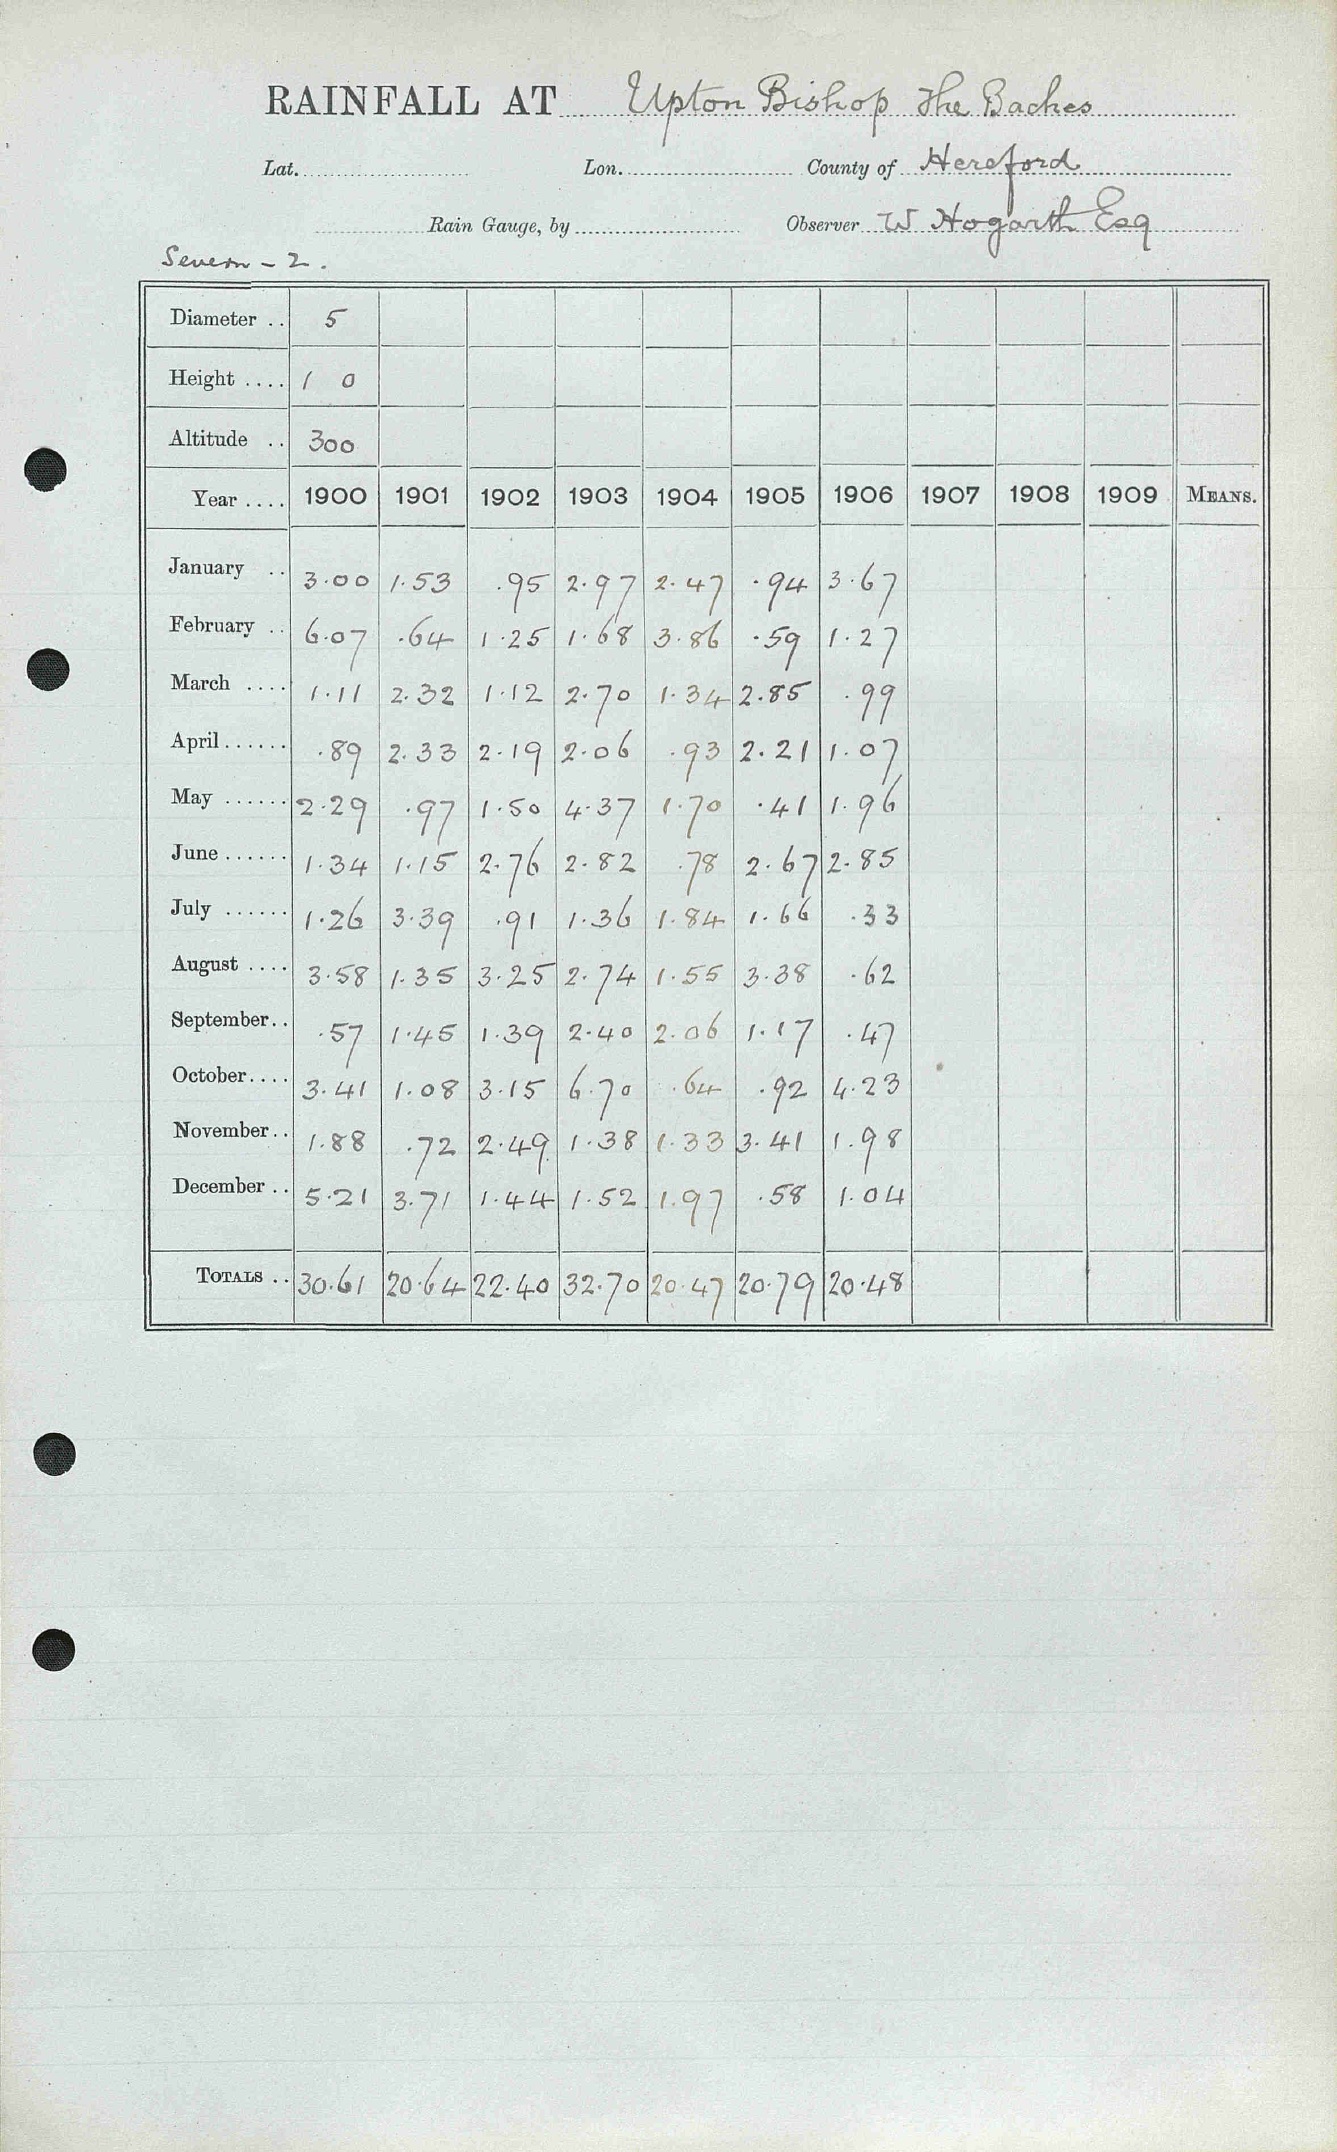 RAINFALL AT Upton Bishop The Baches
Lat. Lon. County of Hereford
Rain Gauge, by Observer W Hogarth Esq
Severn - 2.
Diameter .. 5
Height .... 1 0
Altitude .. 300
Year .... 1900 1901 1902 1903 1904 1905 1906 1907 1908 1909 MEANS.
January .. 3.00 1.53 .95 2.97 2.47 .94 3.67
February .. 6.07 .64 1.25 1.68 3.86 .59 1.27
March .... 1.11 2.32 1.12 2.70 1.34 2.85 .99
April ...... .89 2.33 2.19 2.06 .93 2.21 1.07
May ...... 2.29 .97 1.50 4.37 1.70 .41 1.96
June ...... 1.34 1.15 2.76 2.82 .78 2.67 2.85
July ...... 1.26 3.39 .91 1.36 1.84 1.66 .33
August .... 3.58 1.35 3.25 2.74 1.55 3.38 .62
September.. .57 1.45 1.39 2.40 2.06 1.17 .47
October.... 3.41 1.08 3.15 6.70 .64 .92 4.23
November.. 1.88 .72 2.49 1.38 1.33 3.41 1.98
December .. 5.21 3.71 1.44 1.52 1.97 .58 1.04
TOTALS .. 30.61 20.64 22.40 32.70 20.47 20.79 20.48